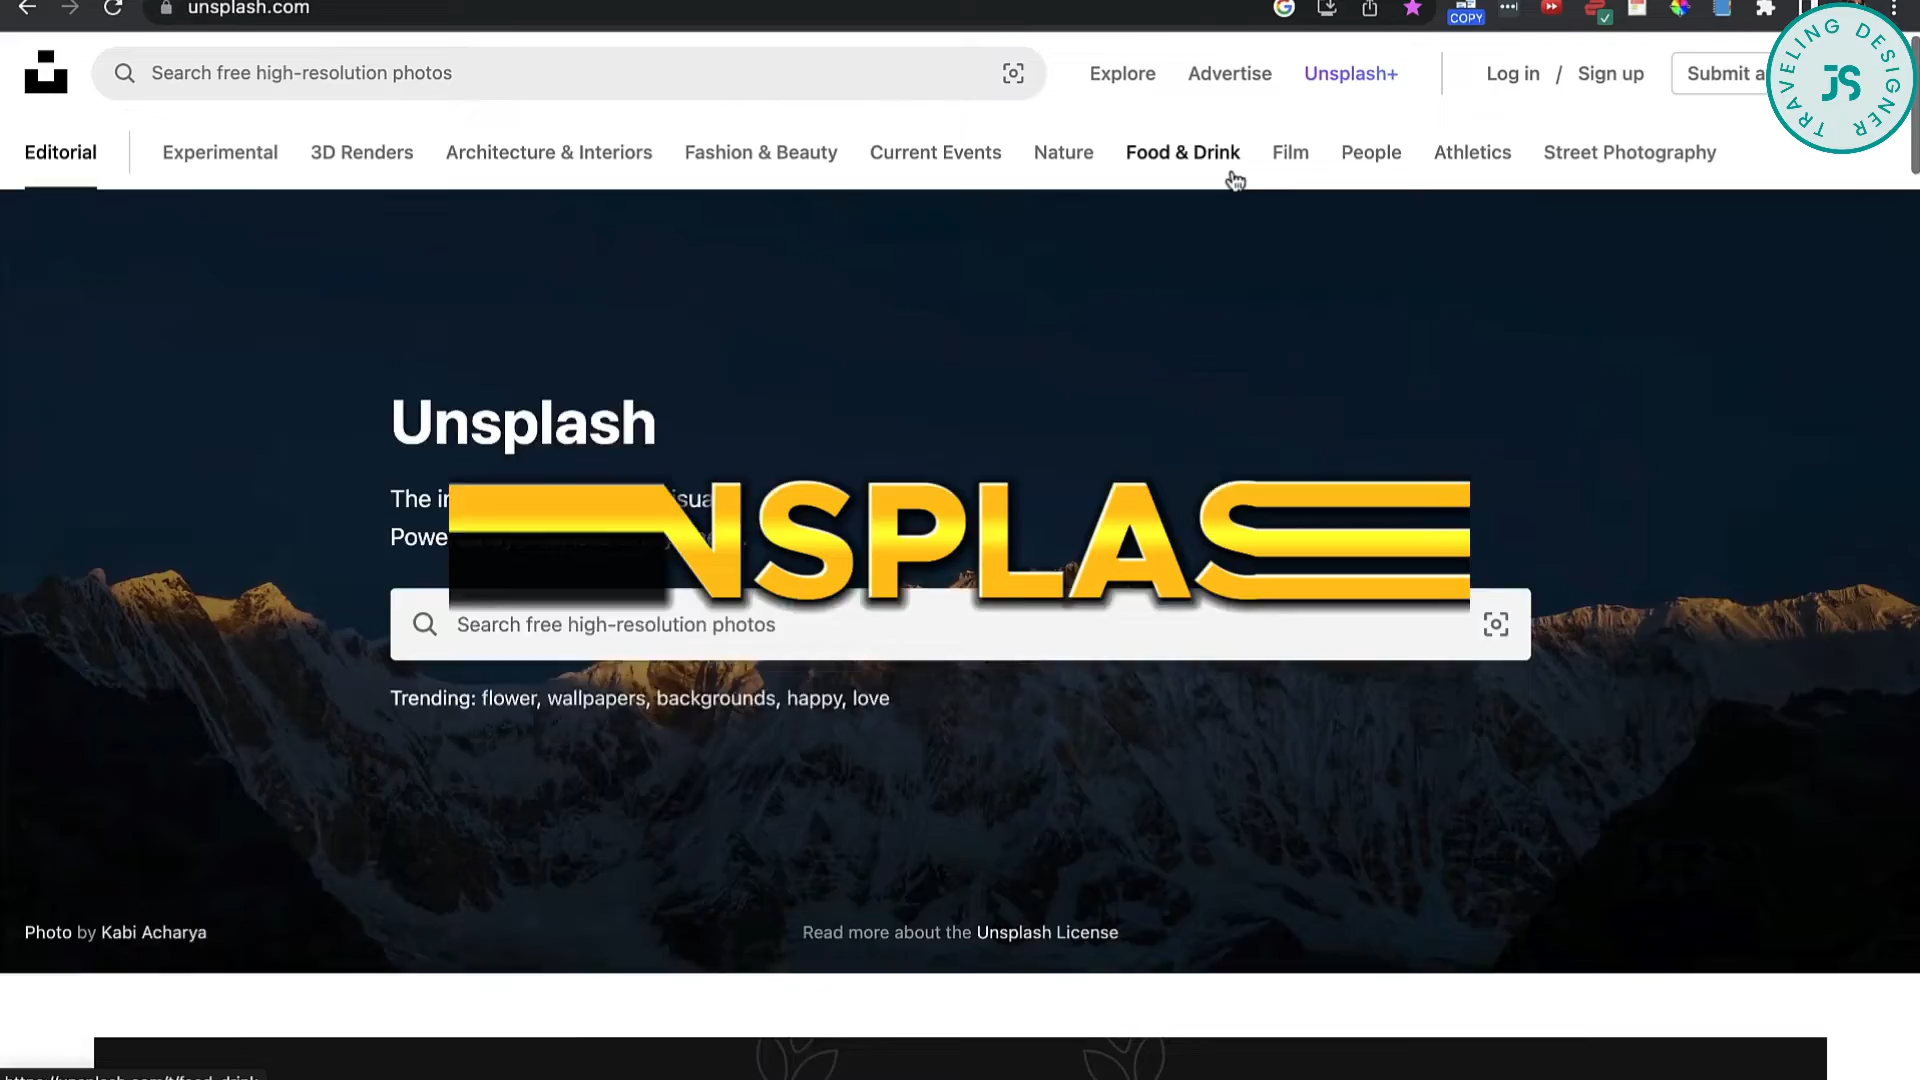 unsplash.com
COPY
Search free high-resolution photos
Explore
Advertise
Unsplash+
Log in / Sign up
Submit a
TRAVELING DESIGNER
JS
Editorial
Experimental
3D Renders
Architecture & Interiors
Fashion & Beauty
Current Events
Nature
Food & Drink
Film
People
Athletics
Street Photography
Unsplash
The
NSPLAS
Search free high-resolution photos
Trending: flower, wallpapers, backgrounds, happy, love
Photo by Kabi Acharya
Read more about the Unsplash License